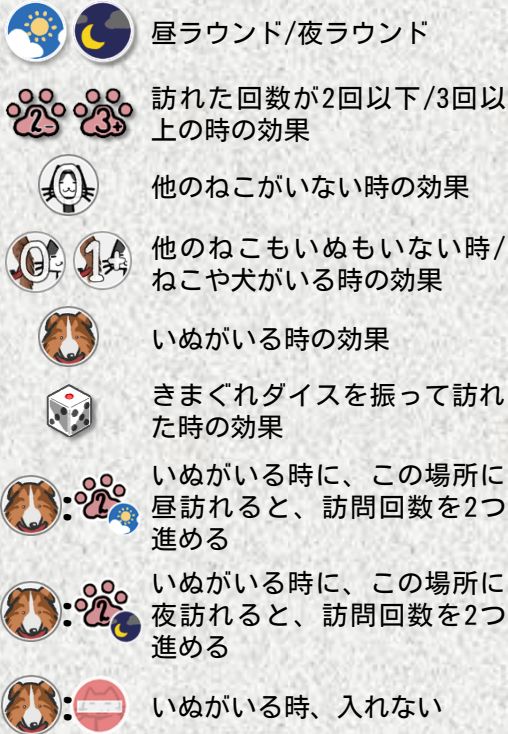 昼ラウンド/夜ラウンド
2- 3+
訪れた回数が2回以下/3回以
上の時の効果
0
他のねこがいない時の効果
0 1+
他のねこもいぬもいない時/
ねこや犬がいる時の効果
いぬがいる時の効果
きまぐれダイスを振って訪れ
た時の効果
: 2
いぬがいる時に、この場所に
昼訪れると、訪問回数を2つ
進める
: 2
いぬがいる時に、この場所に
夜訪れると、訪問回数を2つ
進める
:
いぬがいる時、入れない